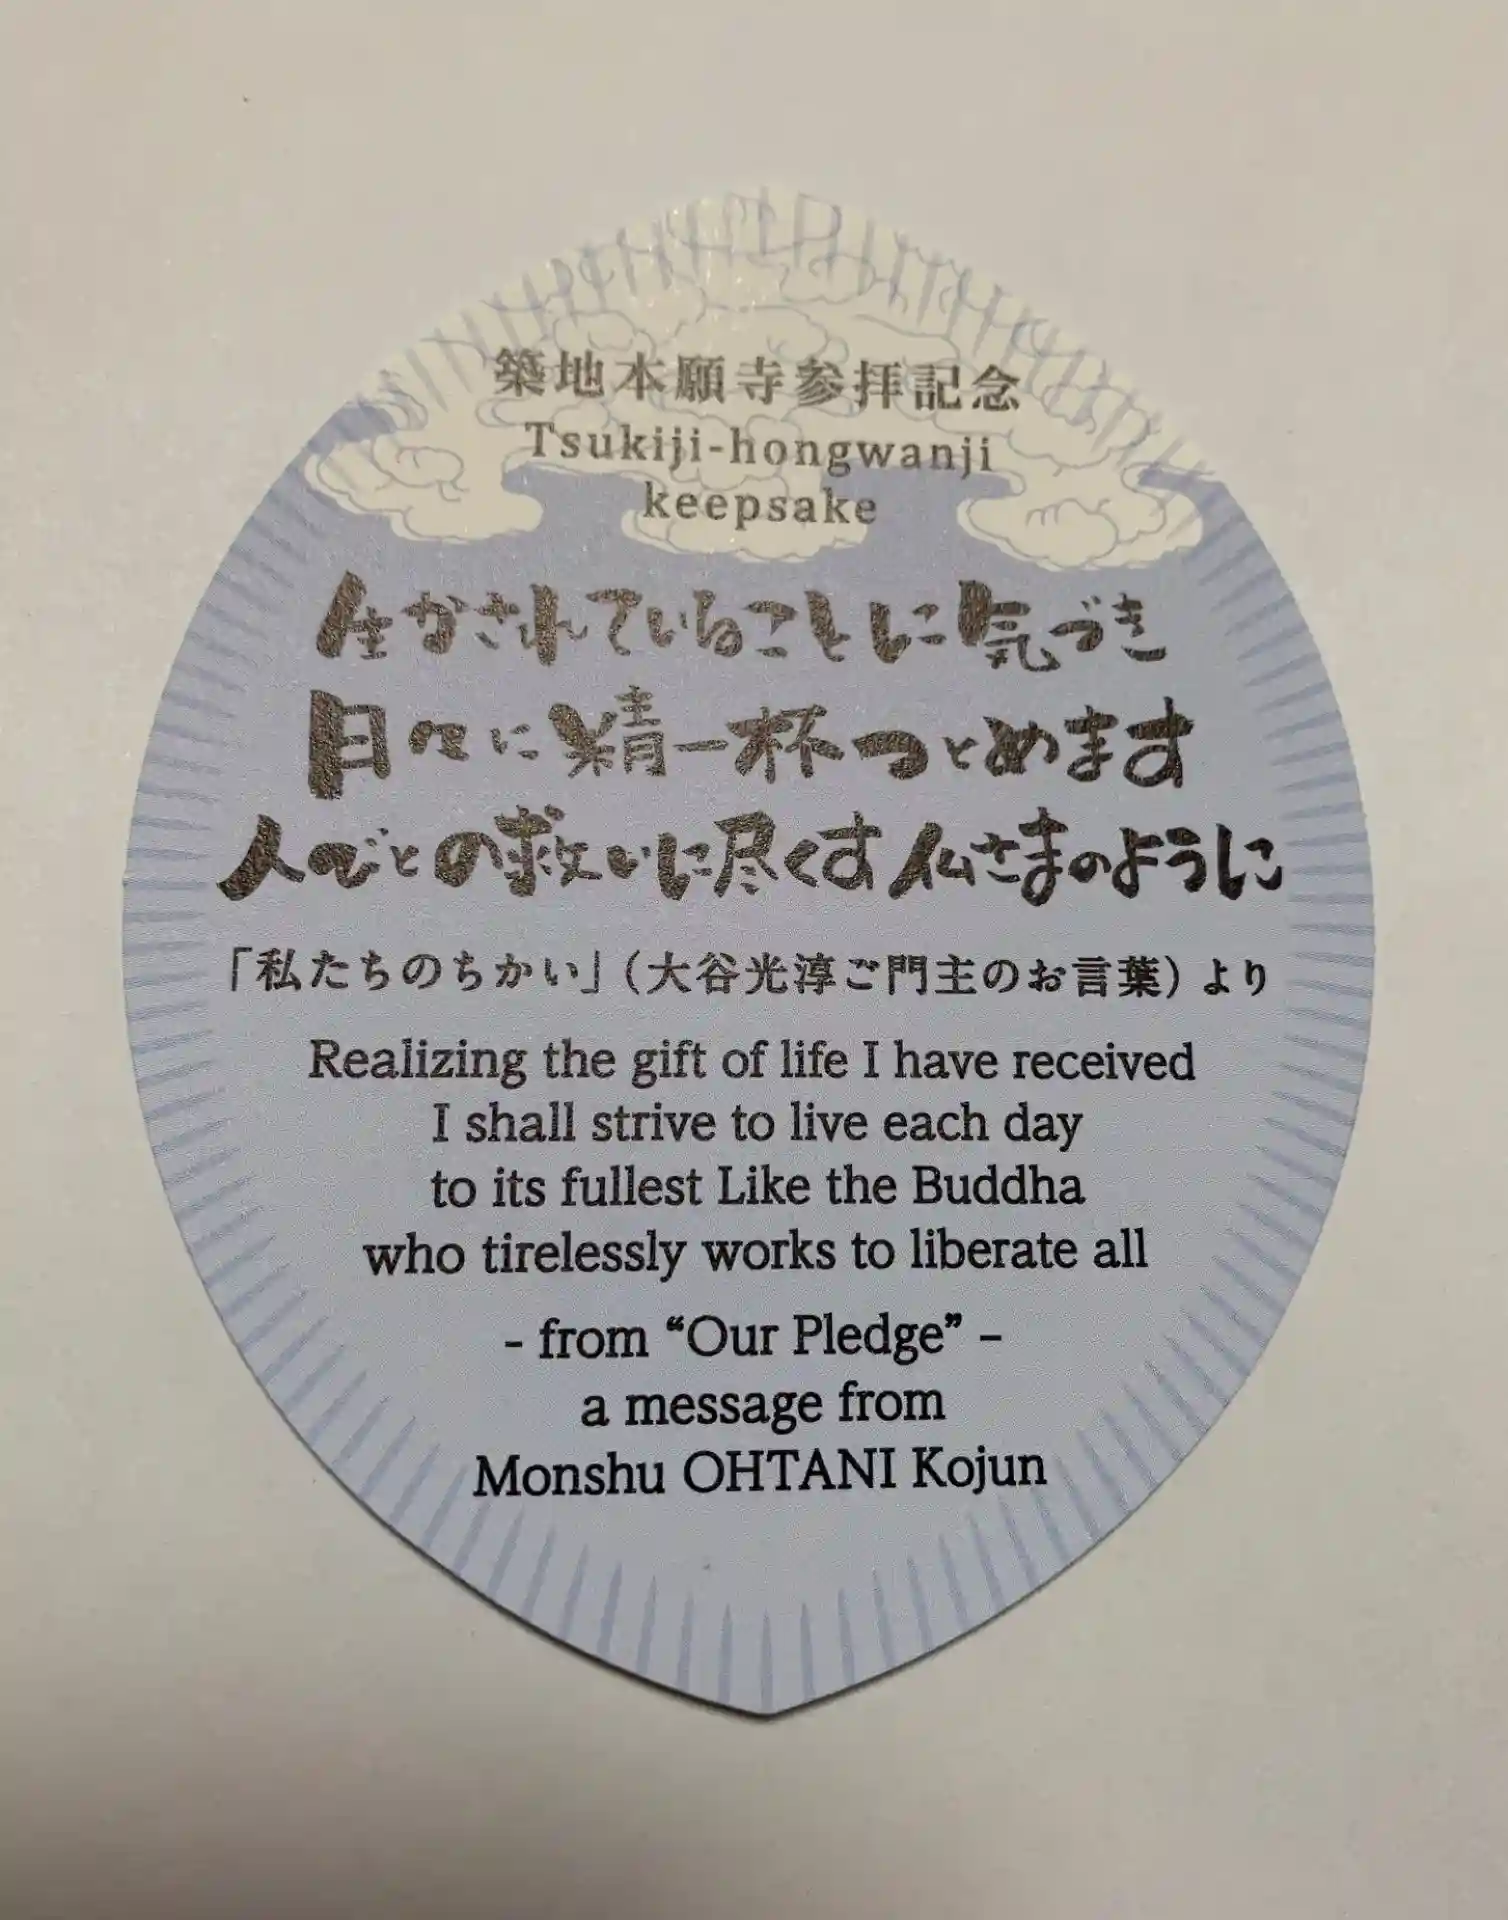 築地本願寺参拝記念
Tsukiji-hongwanji
keepsake
生かされていることに気づき
日々に精一杯つとめます
人びとの救いに尽くす仏さまのように
「私たちのちかい」(大谷光淳ご門主のお言葉)より
Realizing the gift of life I have received
I shall strive to live each day
to its fullest Like the Buddha
who tirelessly works to liberate all
- from “Our Pledge” –
a message from
Monshu OHTANI Kojun